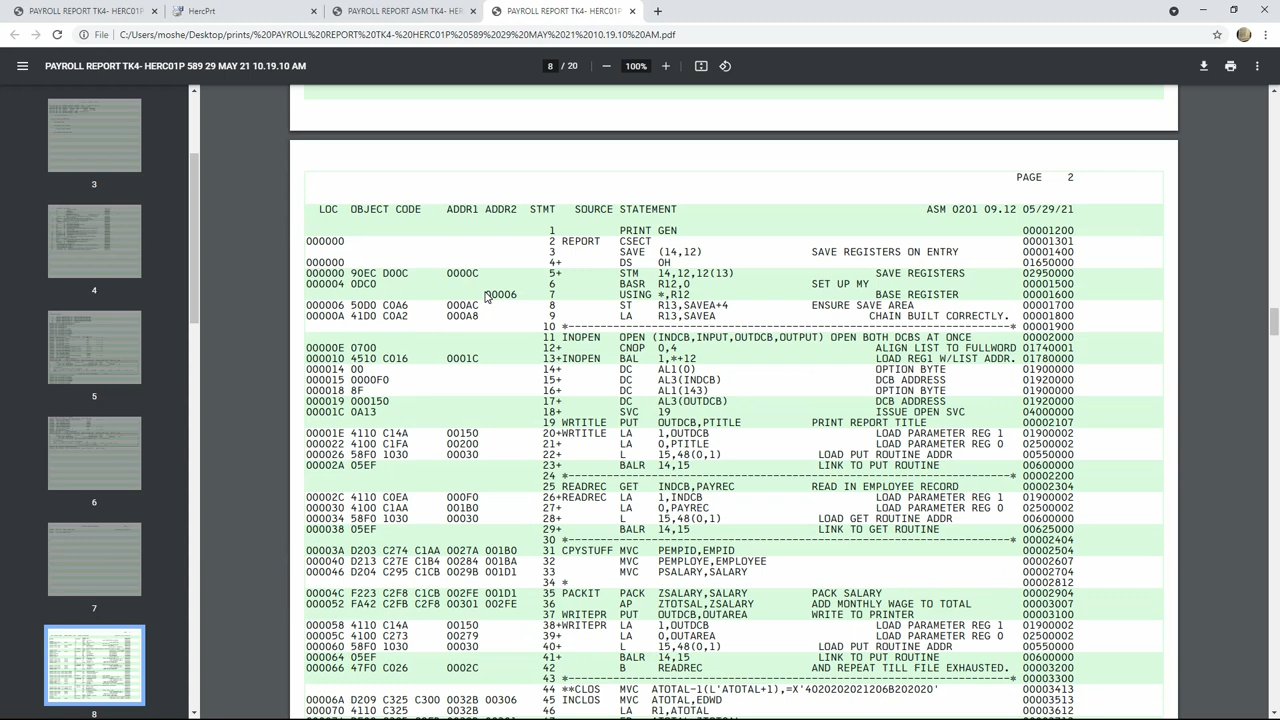 PAYROLL REPORT TK4- HERC01P
HercPrt
PAYROLL REPORT ASM TK4- HERC
PAYROLL REPORT TK4- HERC01P
File C:/Users/moshe/Desktop/prints/%20PAYROLL%20REPORT%20TK4-%20HERC01P%20589%2029%20MAY%2021%2010.19.10%20AM.pdf
PAYROLL REPORT TK4- HERC01P 589 29 MAY 21 10.19.10 AM
8 / 20
100%
3
4
5
6
7
8
PAGE 2
LOC OBJECT CODE ADDR1 ADDR2 STMT SOURCE STATEMENT ASM 0201 09.12 05/29/21
1 PRINT GEN 00001200
000000 2 REPORT CSECT 00001301
3 SAVE (14,12) SAVE REGISTERS ON ENTRY 00001400
000000 4+ DS 0H 01650000
000000 90EC D00C 0000C 5+ STM 14,12,12(13) SAVE REGISTERS 02950000
000004 0DC0 6 BASR R12,0 SET UP MY 00001500
00006 7 USING *,R12 BASE REGISTER 00001600
000006 50D0 C0A6 000AC 8 ST R13,SAVEA+4 ENSURE SAVE AREA 00001700
00000A 41D0 C0A2 000A8 9 LA R13,SAVEA CHAIN BUILT CORRECTLY. 00001800
10 *-----------------------------------------------------------------------* 00001900
11 INOPEN OPEN (INDCB,INPUT,OUTDCB,OUTPUT) OPEN BOTH DCBS AT ONCE 00002000
00000E 0700 12+ CNOP 0,4 ALIGN LIST TO FULLWORD 01740001
000010 4510 C016 0001C 13+INOPEN BAL 1,*+12 LOAD REG1 W/LIST ADDR. 01780000
000014 00 14+ DC AL1(0) OPTION BYTE 01900000
000015 0000F0 15+ DC AL3(INDCB) DCB ADDRESS 01920000
000018 8F 16+ DC AL1(143) OPTION BYTE 01900000
000019 000150 17+ DC AL3(OUTDCB) DCB ADDRESS 01920000
00001C 0A13 18+ SVC 19 ISSUE OPEN SVC 04000000
19 WRTITLE PUT OUTDCB,PTITLE PRINT REPORT TITLE 00002107
00001E 4110 C14A 00150 20+WRTITLE LA 1,OUTDCB LOAD PARAMETER REG 1 01900002
000022 4100 C1FA 00200 21+ LA 0,PTITLE LOAD PARAMETER REG 0 02500002
000026 58F0 1030 00030 22+ L 15,48(0,1) LOAD PUT ROUTINE ADDR 00550000
00002A 05EF 23+ BALR 14,15 LINK TO PUT ROUTINE 00600000
24 *-----------------------------------------------------------------------* 00002200
25 READREC GET INDCB,PAYREC READ IN EMPLOYEE RECORD 00002304
00002C 4110 C0EA 000F0 26+READREC LA 1,INDCB LOAD PARAMETER REG 1 01900002
000030 4100 C1AA 001B0 27+ LA 0,PAYREC LOAD PARAMETER REG 0 02500002
000034 58F0 1030 00030 28+ L 15,48(0,1) LOAD GET ROUTINE ADDR 00600000
000038 05EF 29+ BALR 14,15 LINK TO GET ROUTINE 00625000
30 *-----------------------------------------------------------------------* 00002404
00003A D203 C274 C1AA 0027A 001B0 31 CPYSTUFF MVC PEMPID,EMPID 00002504
000040 D213 C27E C1B4 00284 001BA 32 MVC PEMPLOYE,EMPLOYEE 00002607
000046 D204 C295 C1CB 0029B 001D1 33 MVC PSALARY,SALARY 00002704
34 * 00002812
00004C F223 C2F8 C1CB 002FE 001D1 35 PACKIT PACK ZSALARY,SALARY PACK SALARY 00002904
000052 FA42 C2FB C2F8 00301 002FE 36 AP ZTOTSAL,ZSALARY ADD MONTHLY WAGE TO TOTAL 00003007
37 WRITEPR PUT OUTDCB,OUTAREA WRITE TO PRINTER 00003100
000058 4110 C14A 00150 38+WRITEPR LA 1,OUTDCB LOAD PARAMETER REG 1 01900002
00005C 4100 C273 00279 39+ LA 0,OUTAREA LOAD PARAMETER REG 0 02500002
000060 58F0 1030 00030 40+ L 15,48(0,1) LOAD PUT ROUTINE ADDR 00550000
000064 05EF 41+ BALR 14,15 LINK TO PUT ROUTINE 00600000
000066 47F0 C026 0002C 42 B READREC AND REPEAT TILL FILE EXHAUSTED. 00003200
43 *-----------------------------------------------------------------------* 00003300
44 **CLOS MVC ATOTAL-1(L'ATOTAL+1),=X'4020202021206B202020' 00003413
00006A D209 C325 C300 0032B 00306 45 INCLOS MVC ATOTAL,EDWD 00003513
000070 4110 C325 0032B 46 LA R1,ATOTAL 00003612